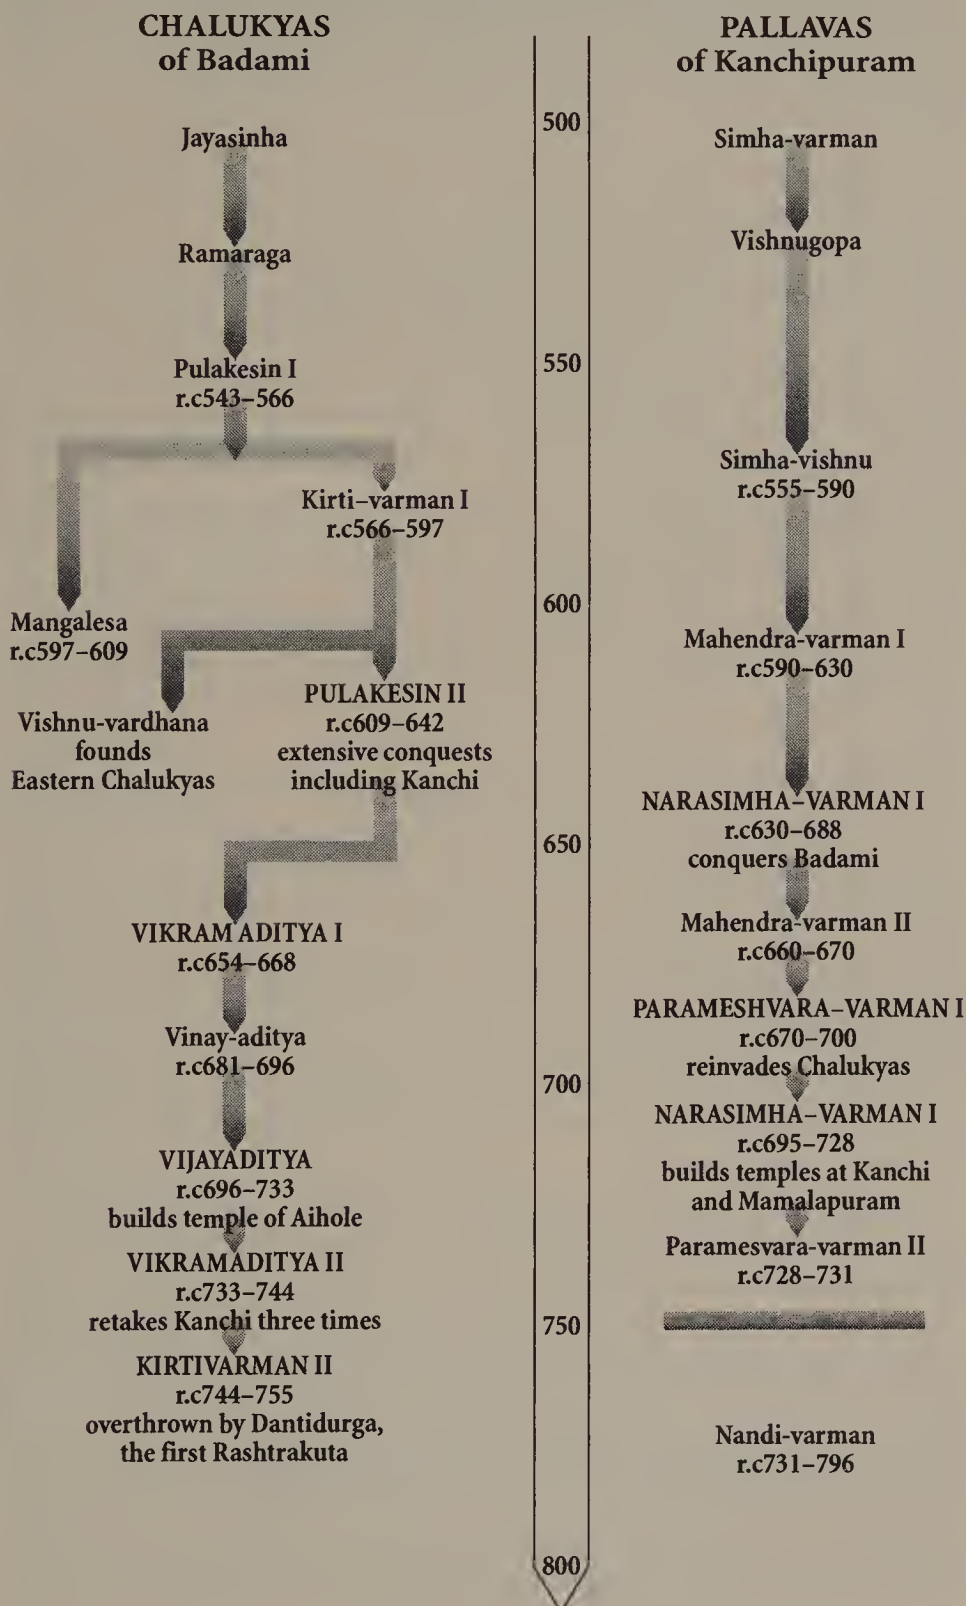 CHALUKYAS
of Badami
Jayasinha
Ramaraga
Pulakesin I
r.c543–566
Kirti–varman I
r.c566–597
Mangalesa
r.c597–609
Vishnu-vardhana
founds
Eastern Chalukyas
PULAKESIN II
r.c609–642
extensive conquests
including Kanchi
VIKRAM ADITYA I
r.c654–668
Vinay-aditya
r.c681–696
VIJAYADITYA
r.c696–733
builds temple of Aihole
VIKRAMADITYA II
r.c733–744
retakes Kanchi three times
KIRTIVARMAN II
r.c744–755
overthrown by Dantidurga,
the first Rashtrakuta
500
550
600
650
700
750
800
PALLAVAS
of Kanchipuram
Simha-varman
Vishnugopa
Simha-vishnu
r.c555–590
Mahendra-varman I
r.c590–630
NARASIMHA–VARMAN I
r.c630–688
conquers Badami
Mahendra-varman II
r.c660–670
PARAMESHVARA–VARMAN I
r.c670–700
reinvades Chalukyas
NARASIMHA–VARMAN I
r.c695–728
builds temples at Kanchi
and Mamalapuram
Paramesvara-varman II
r.c728–731
Nandi-varman
r.c731–796